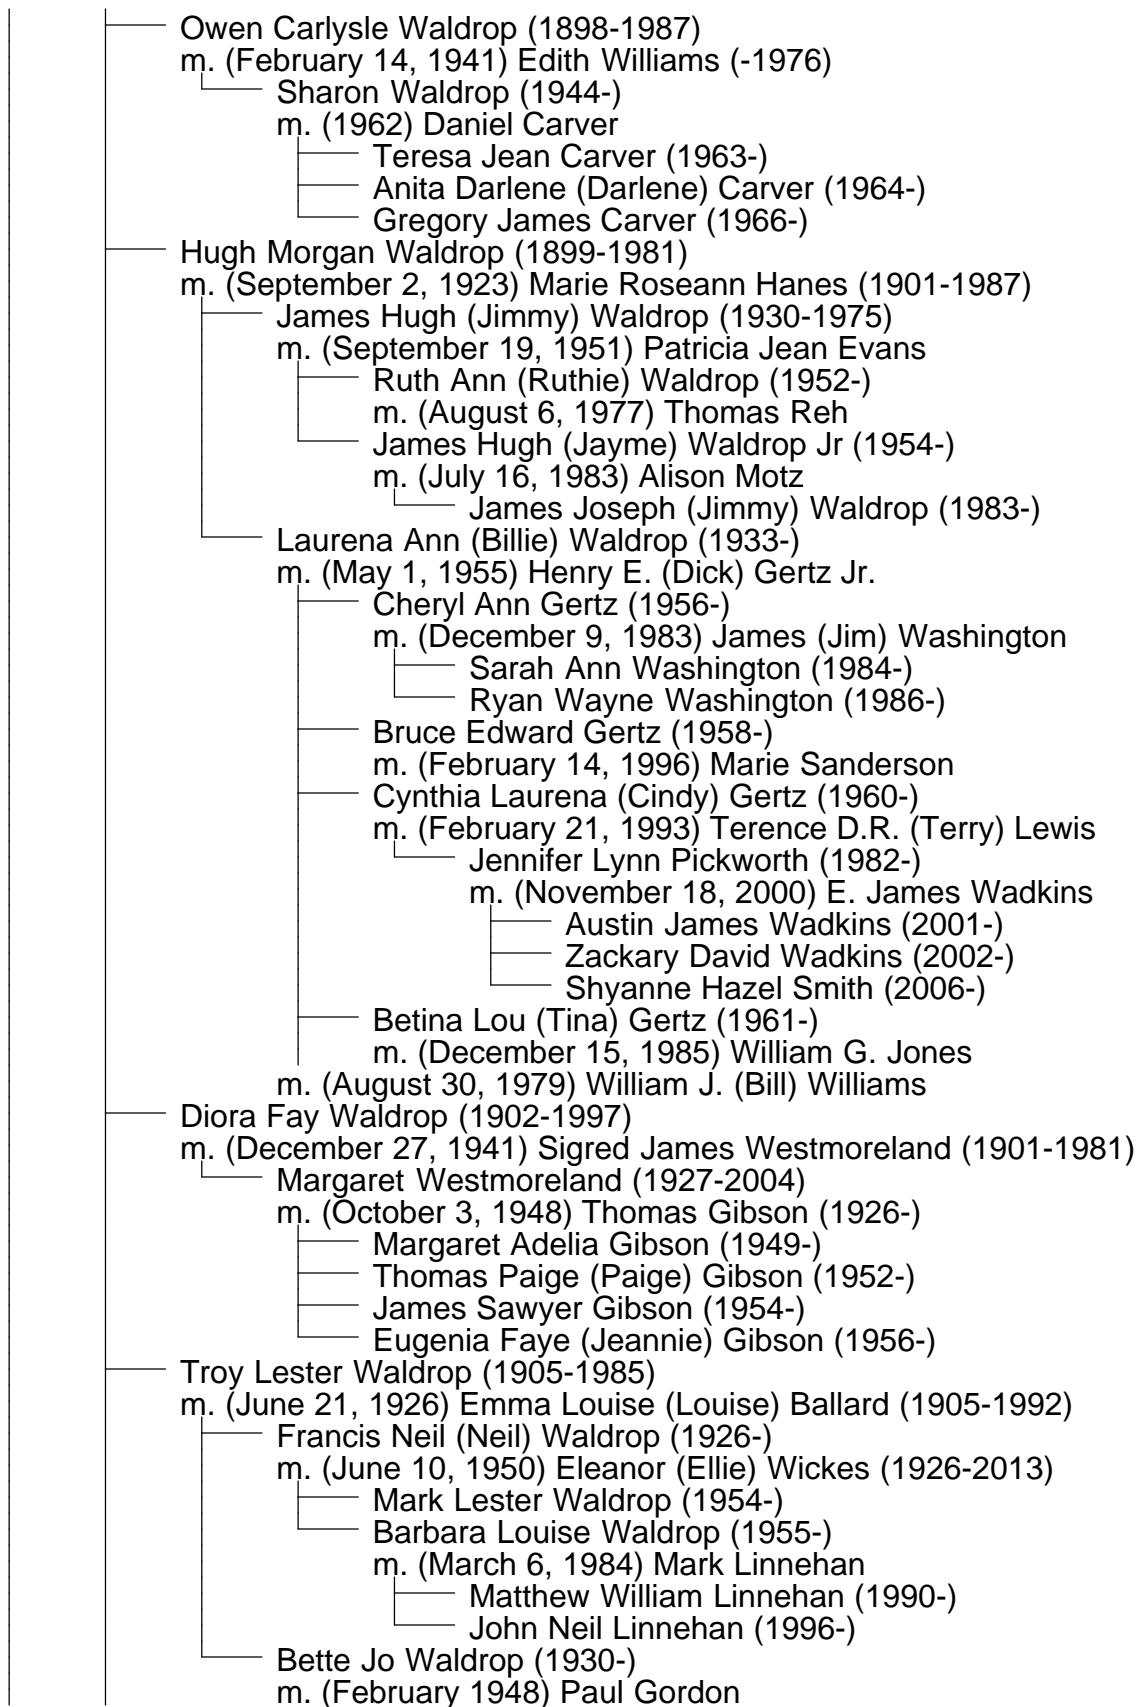 Owen Carlysle Waldrop (1898-1987)
m. (February 14, 1941) Edith Williams (-1976)
Sharon Waldrop (1944-)
m. (1962) Daniel Carver
Teresa Jean Carver (1963-)
Anita Darlene (Darlene) Carver (1964-)
Gregory James Carver (1966-)
Hugh Morgan Waldrop (1899-1981)
m. (September 2, 1923) Marie Roseann Hanes (1901-1987)
James Hugh (Jimmy) Waldrop (1930-1975)
m. (September 19, 1951) Patricia Jean Evans
Ruth Ann (Ruthie) Waldrop (1952-)
m. (August 6, 1977) Thomas Reh
James Hugh (Jayme) Waldrop Jr (1954-)
m. (July 16, 1983) Alison Motz
James Joseph (Jimmy) Waldrop (1983-)
Laurena Ann (Billie) Waldrop (1933-)
m. (May 1, 1955) Henry E. (Dick) Gertz Jr.
Cheryl Ann Gertz (1956-)
m. (December 9, 1983) James (Jim) Washington
Sarah Ann Washington (1984-)
Ryan Wayne Washington (1986-)
Bruce Edward Gertz (1958-)
m. (February 14, 1996) Marie Sanderson
Cynthia Laurena (Cindy) Gertz (1960-)
m. (February 21, 1993) Terence D.R. (Terry) Lewis
Jennifer Lynn Pickworth (1982-)
m. (November 18, 2000) E. James Wadkins
Austin James Wadkins (2001-)
Zackary David Wadkins (2002-)
Shyanne Hazel Smith (2006-)
Betina Lou (Tina) Gertz (1961-)
m. (December 15, 1985) William G. Jones
m. (August 30, 1979) William J. (Bill) Williams
Diora Fay Waldrop (1902-1997)
m. (December 27, 1941) Sigred James Westmoreland (1901-1981)
Margaret Westmoreland (1927-2004)
m. (October 3, 1948) Thomas Gibson (1926-)
Margaret Adelia Gibson (1949-)
Thomas Paige (Paige) Gibson (1952-)
James Sawyer Gibson (1954-)
Eugenia Faye (Jeannie) Gibson (1956-)
Troy Lester Waldrop (1905-1985)
m. (June 21, 1926) Emma Louise (Louise) Ballard (1905-1992)
Francis Neil (Neil) Waldrop (1926-)
m. (June 10, 1950) Eleanor (Ellie) Wickes (1926-2013)
Mark Lester Waldrop (1954-)
Barbara Louise Waldrop (1955-)
m. (March 6, 1984) Mark Linnehan
Matthew William Linnehan (1990-)
John Neil Linnehan (1996-)
Bette Jo Waldrop (1930-)
m. (February 1948) Paul Gordon